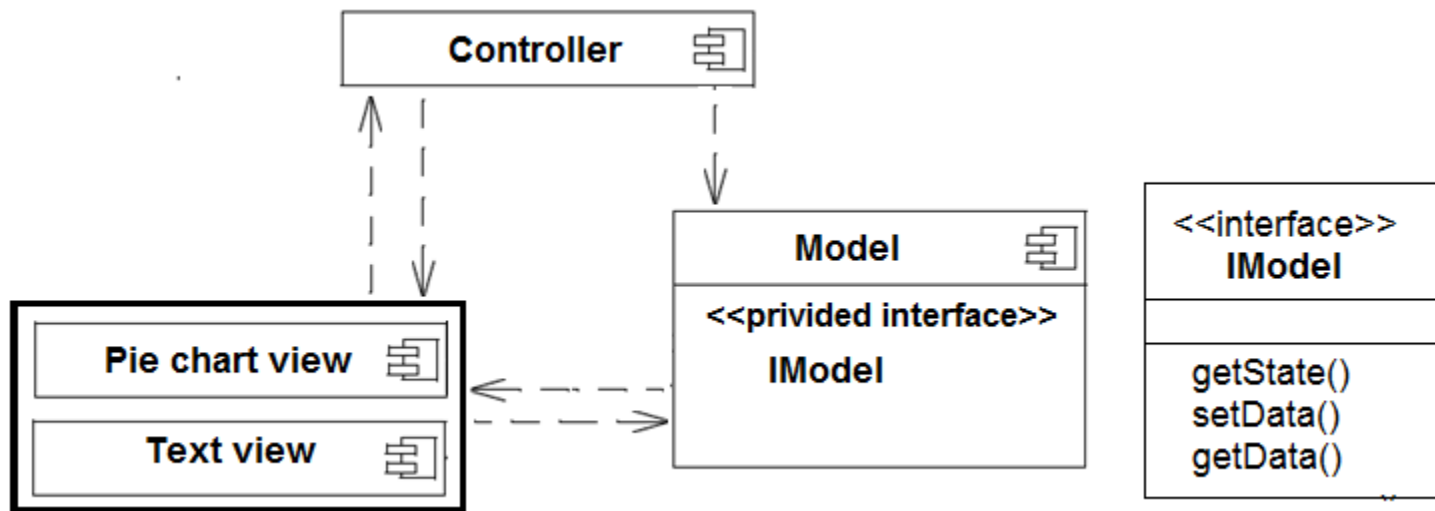 Controller
Model
<<privided interface>>
IModel
Pie chart view
Text view
<<interface>>
IModel
getState()
setData()
getData()